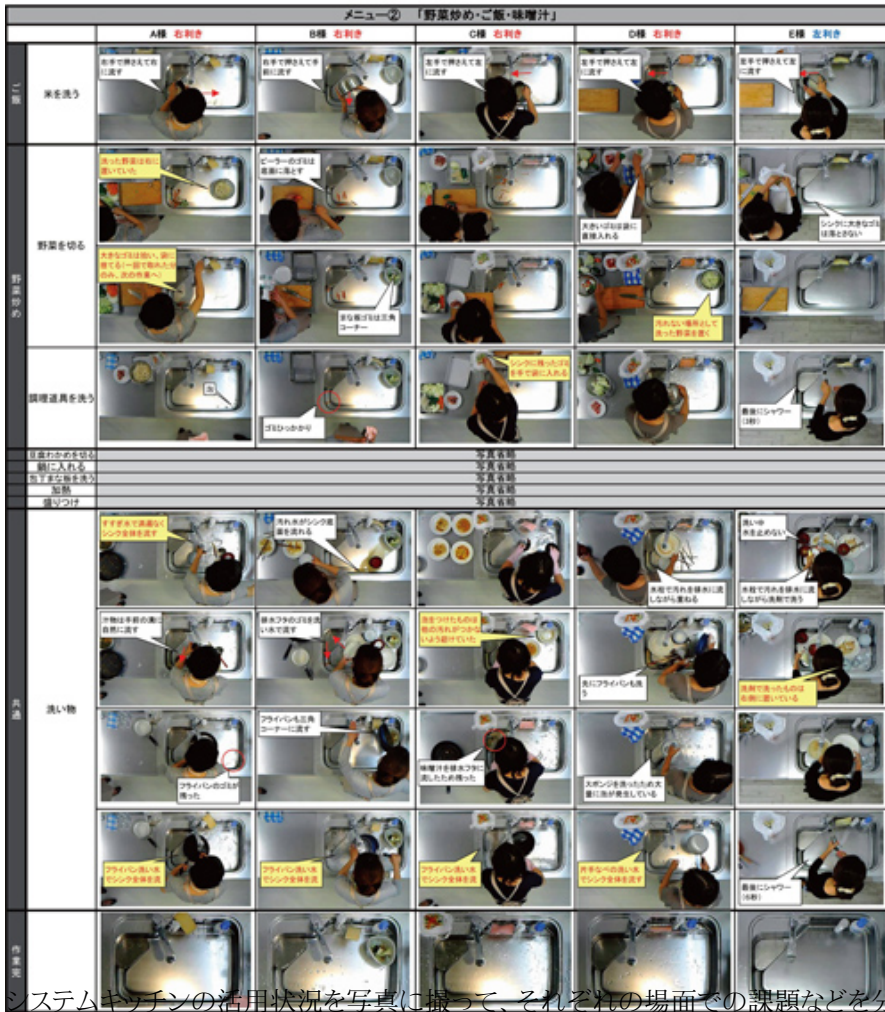 メニュー② 「野菜炒め・ご飯・味噌汁」
A様 右利き
B様 右利き
C様 右利き
D様 右利き
E様 左利き
ご飯
米を洗う
右手で押さえて右
に流す
右手で押さえて手
前に流す
左手で押さえて左
に流す
左手で押さえて左
に流す
左手で押さえて左
に流す
野菜炒め
野菜を切る
洗った野菜は右に
置いていた
ピーラーのゴミは
底面に落とす
大きいゴミは袋に
直接入れる
シンクに大きなゴミ
は落とさない
大きなゴミは拾い、袋に
捨てる(一回で取れた分
のみ、次の作業へ)
まな板ゴミは三角
コーナー
汚れない場所として
洗った野菜を置く
調理道具を洗う
泡
ゴミひっかかり
シンクに残ったゴミ
を手で袋に入れる
最後にシャワー
(3秒)
豆腐わかめを切る
写真省略
鍋に入れる
写真省略
包丁まな板を洗う
写真省略
加熱
写真省略
盛りつけ
写真省略
共通
洗い物
すすぎ水で満遍なく
シンク全体を流す
汚れ水がシンク底
面を流れる
水栓で汚れを排水に流
しながら重ねる
洗い中
水を止めない
水栓で汚れを排水に流
しながら洗剤で洗う
汁物は手前の溝に
自然に流す
排水フタのゴミを洗
い水で流す
泡をつけたものは
他の汚れがつかな
いよう避けていた
先にフライパンも洗
う
洗剤で洗ったものは
右側に置いている
フライパンのゴミが
残った
フライパンも三角
コーナーに流す
味噌汁を排水フタに
流したため残った
スポンジを洗ったため大
量に泡が発生している
フライパン洗い水
でシンク全体を流
フライパン洗い水
でシンク全体を流
フライパン洗い水
でシンク全体を流
片手なべの洗い水
でシンク全体を流す
最後にシャワー
(6秒)
作業完
システムキッチンの活用状況を写真に撮って、それぞれの場面での課題などを分